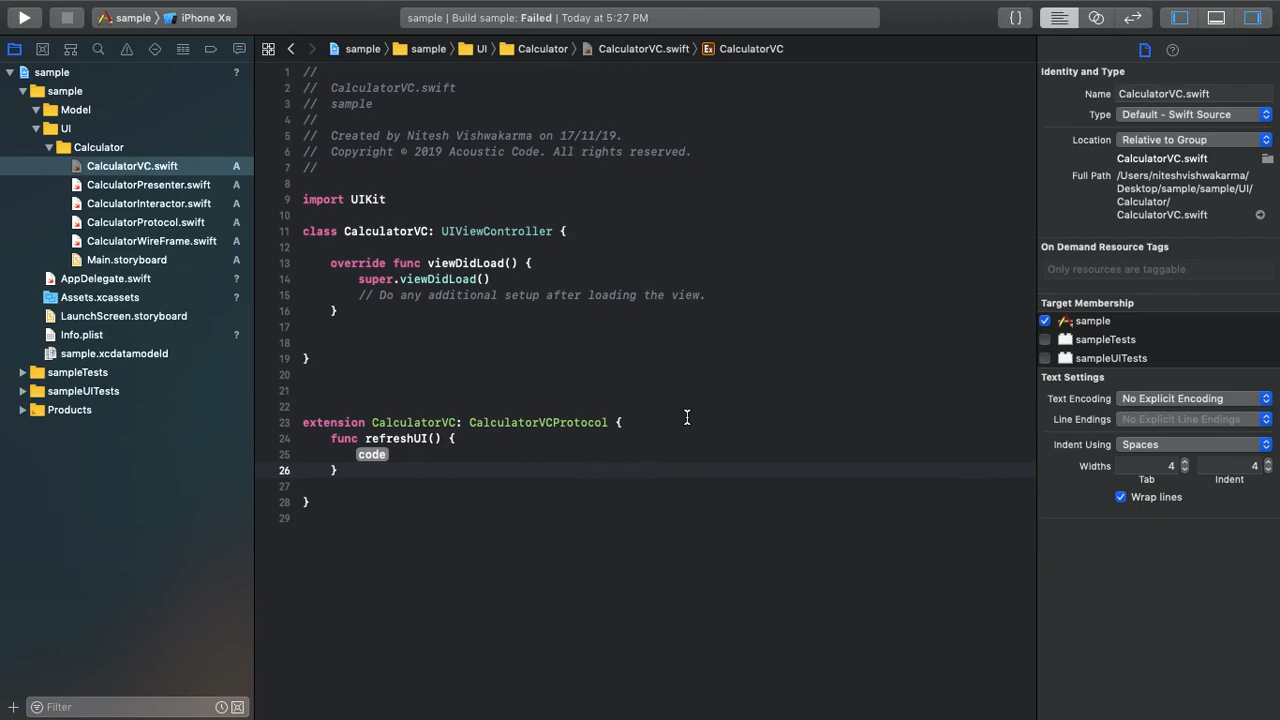 sample
iPhone Xʀ
sample | Build sample: Failed | Today at 5:27 PM
sample
sample
UI
Calculator
CalculatorVC.swift
Ex
CalculatorVC
sample
?
sample
Model
UI
Calculator
CalculatorVC.swift
A
CalculatorPresenter.swift
A
CalculatorInteractor.swift
A
CalculatorProtocol.swift
A
CalculatorWireFrame.swift
A
Main.storyboard
A
AppDelegate.swift
Assets.xcassets
LaunchScreen.storyboard
Info.plist
?
sample.xcdatamodeld
sampleTests
sampleUITests
Products
Filter
1 //
2 // CalculatorVC.swift
3 // sample
4 //
5 // Created by Nitesh Vishwakarma on 17/11/19.
6 // Copyright © 2019 Acoustic Code. All rights reserved.
7 //
8
9 import UIKit
10
11 class CalculatorVC: UIViewController {
12
13 override func viewDidLoad() {
14 super.viewDidLoad()
15 // Do any additional setup after loading the view.
16 }
17
18
19 }
20
21
22
23 extension CalculatorVC: CalculatorVCProtocol {
24 func refreshUI() {
25 code
26 }
27
28 }
29
Identity and Type
Name CalculatorVC.swift
Type Default - Swift Source
Location Relative to Group
CalculatorVC.swift
Full Path /Users/niteshvishwakarma/
Desktop/sample/sample/UI/
Calculator/
CalculatorVC.swift
On Demand Resource Tags
Only resources are taggable
Target Membership
sample
sampleTests
sampleUITests
Text Settings
Text Encoding No Explicit Encoding
Line Endings No Explicit Line Endings
Indent Using Spaces
Widths 4 4
Tab Indent
Wrap lines